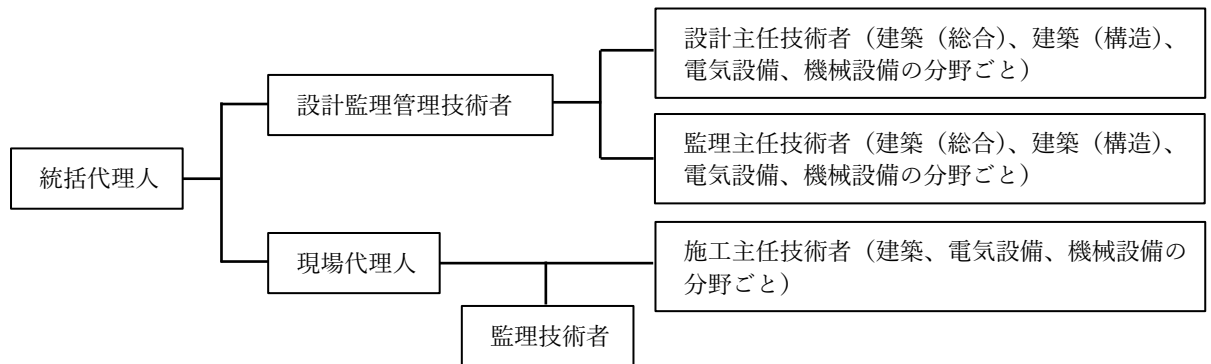 設計主任技術者（建築（総合）、建築（構造）、
電気設備、機械設備の分野ごと）
設計監理管理技術者
監理主任技術者（建築（総合）、建築（構造）、
電気設備、機械設備の分野ごと）
統括代理人
現場代理人
施工主任技術者（建築、電気設備、機械設備の
分野ごと）
監理技術者